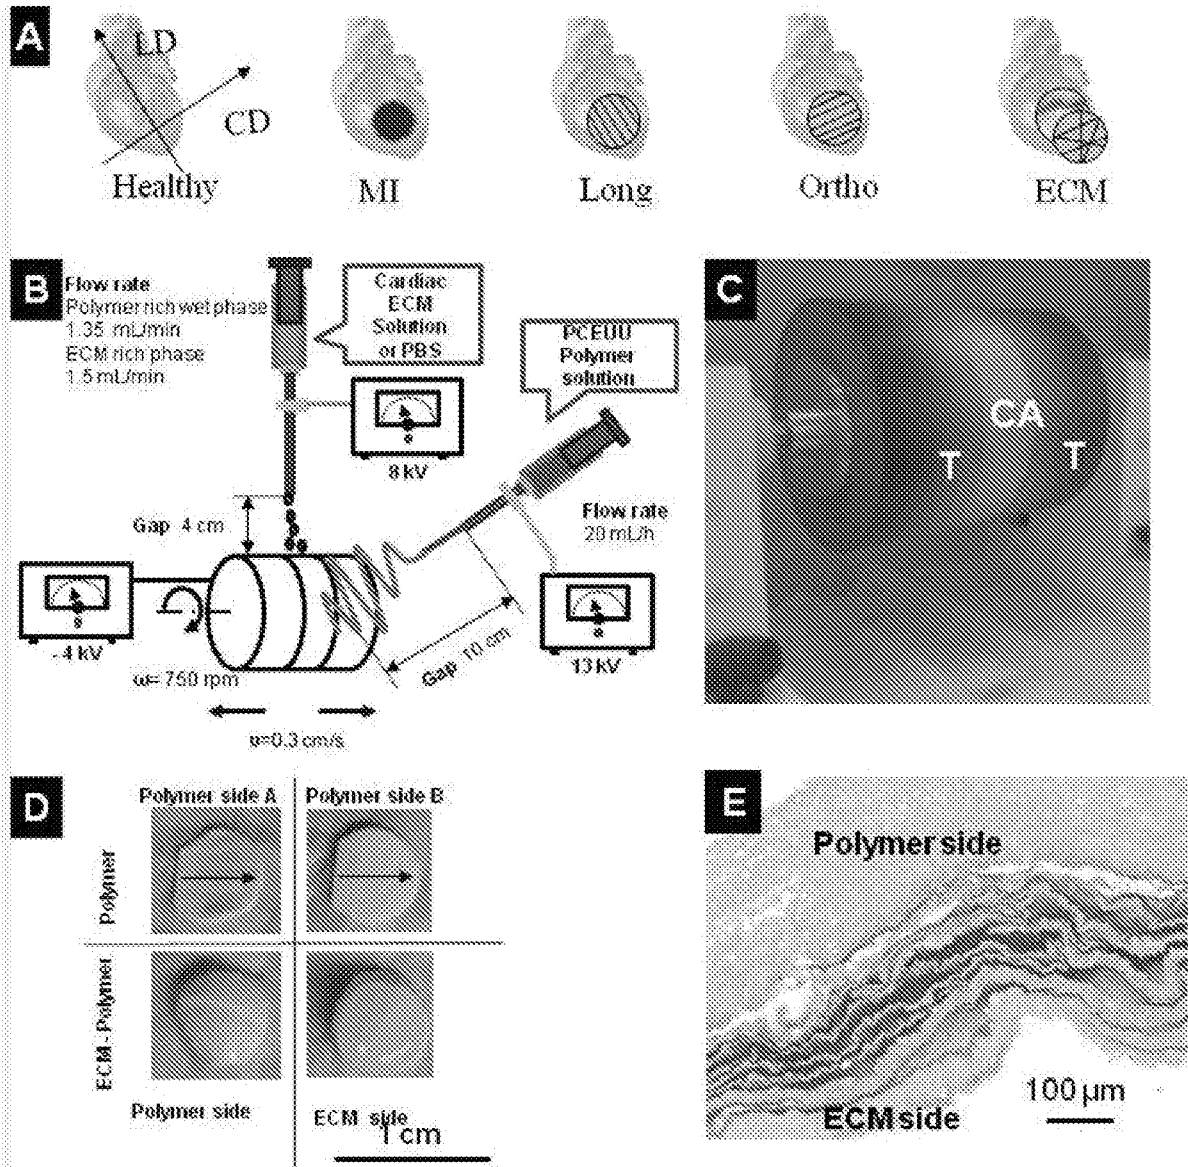 A
LD
CD
Healthy
MI
Long
Ortho
ECM
B
Flow rate
Polymer rich wet phase
1.35 mL/min
ECM rich phase
1.5 mL/min
Cardiac
ECM
Solution
or PBS
PCEUU
Polymer
solution
8 kV
Gap 4 cm
Flow rate
20 mL/h
- 4 kV
ω= 750 rpm
Gap 10 cm
13 kV
υ=0.3 cm/s
C
CA
T
T
D
Polymer side A
Polymer side B
Polymer
ECM - Polymer
Polymer side
ECM side
1 cm
E
Polymer side
100 µm
ECM side